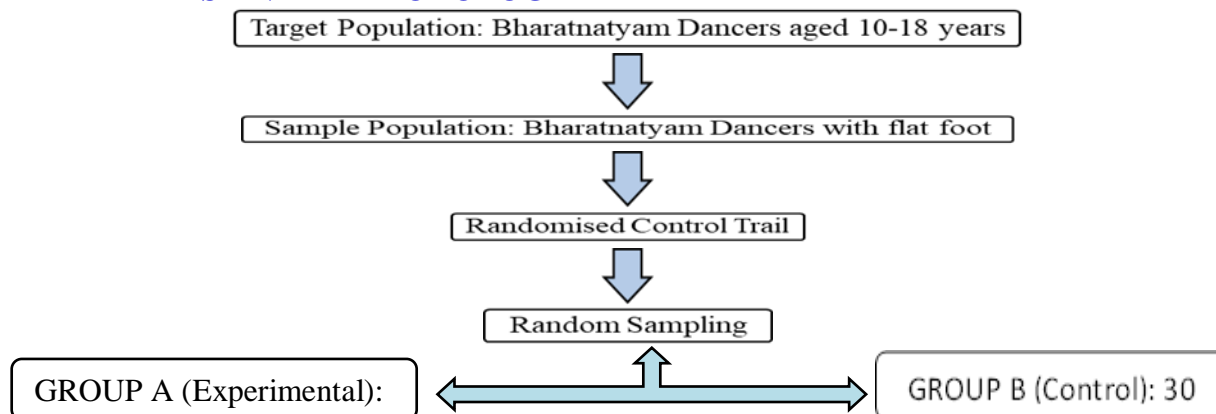 Target Population: Bharatnatyam Dancers aged 10-18 years
Sample Population: Bharatnatyam Dancers with flat foot
Randomised Control Trail
Random Sampling
GROUP A (Experimental):
GROUP B (Control): 30